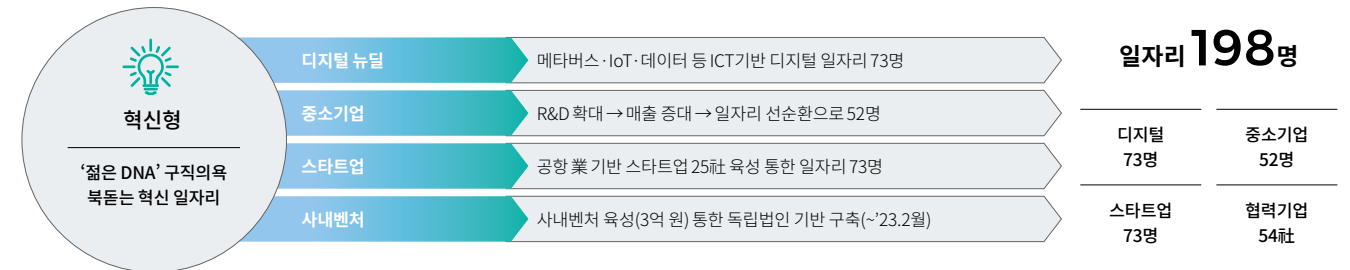 혁신형
'젊은 DNA' 구직의욕
북돋는 혁신 일자리
디지털 뉴딜
메타버스·IoT·데이터 등 ICT기반 디지털 일자리 73명
중소기업
R&D 확대→매출 증대→일자리 선순환으로 52명
스타트업
공항 業 기반 스타트업 25社 육성 통한 일자리 73명
사내벤처
사내벤처 육성(3억 원) 통한 독립법인 기반 구축(~'23.2월)
일자리 198명
디지털
73명
중소기업
52명
스타트업
73명
협력기업
54社